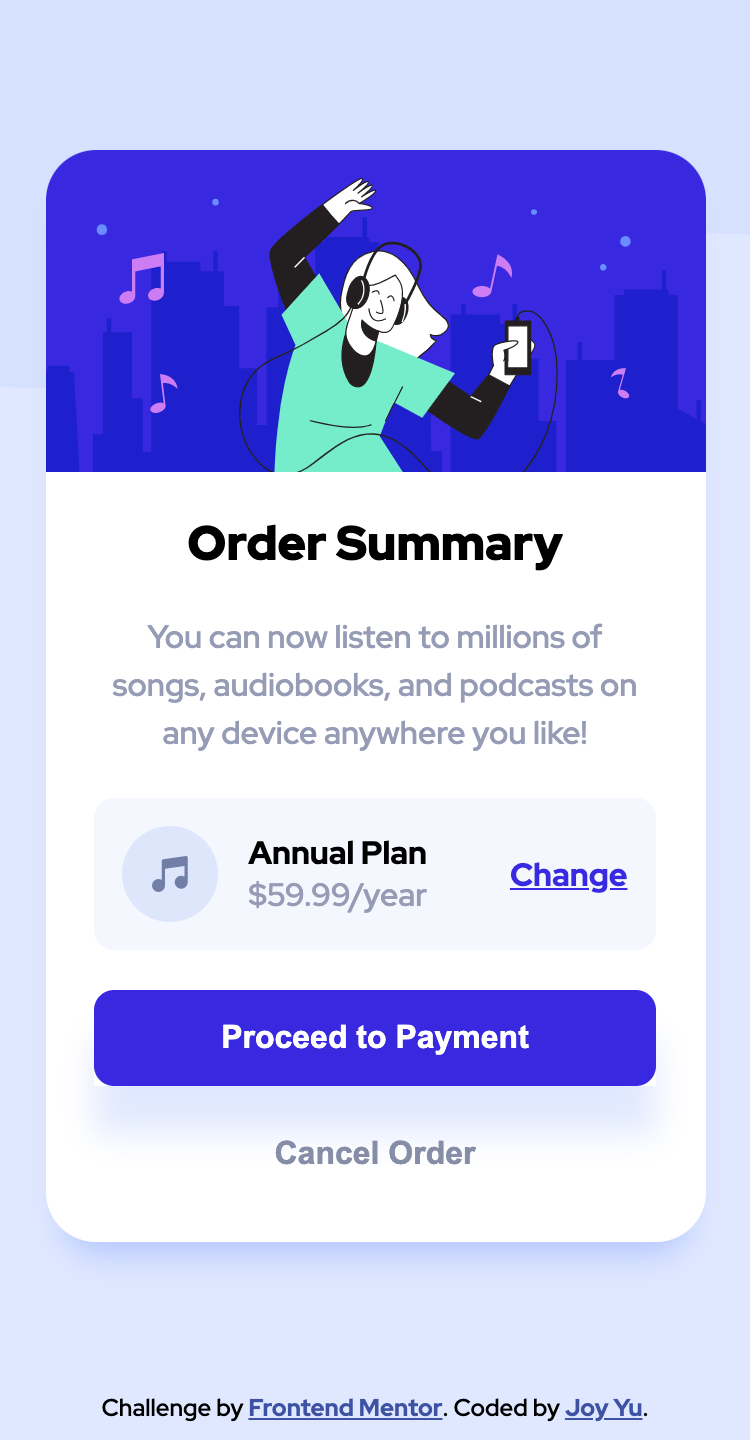 Order Summary
You can now listen to millions of
songs, audiobooks, and podcasts on
any device anywhere you like!
Annual Plan
$59.99/year
Change
Proceed to Payment
Cancel Order
Challenge by Frontend Mentor. Coded by Joy Yu.